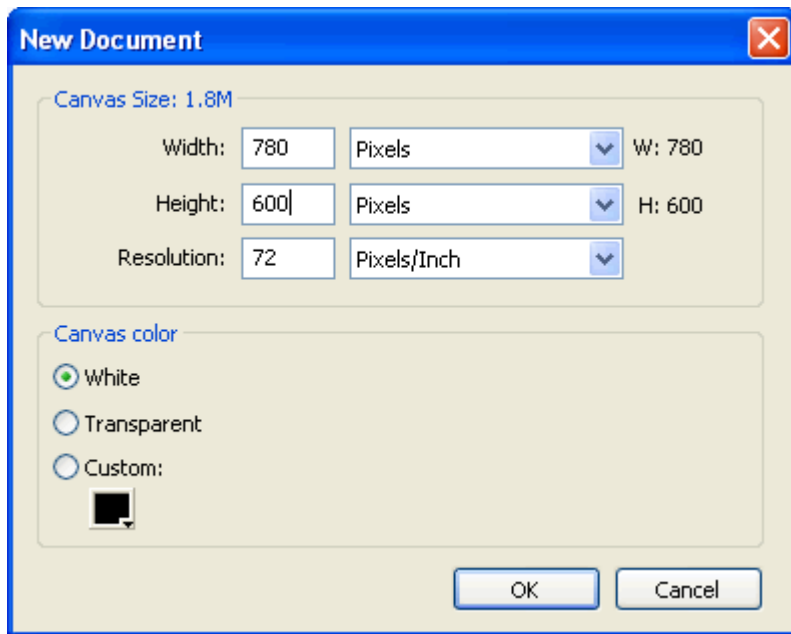 New Document
Canvas Size: 1.8M
Width: 780 Pixels W: 780
Height: 600 Pixels H: 600
Resolution: 72 Pixels/Inch
Canvas color
White
Transparent
Custom:
OK Cancel